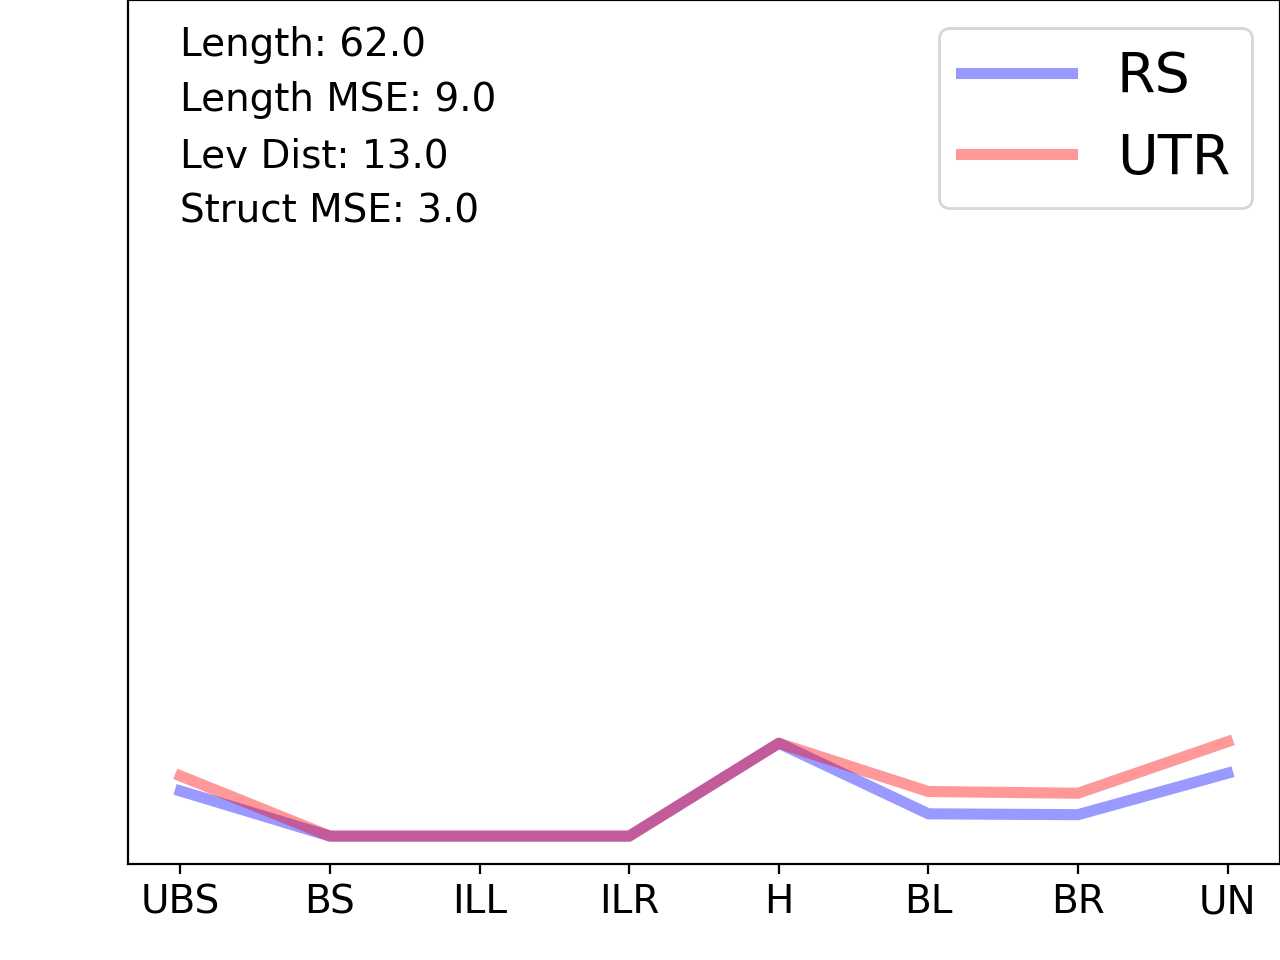 Length: 62.0
Length MSE: 9.0
Lev Dist: 13.0
Struct MSE: 3.0
RS
UTR
UBS BS ILL ILR H BL BR UN